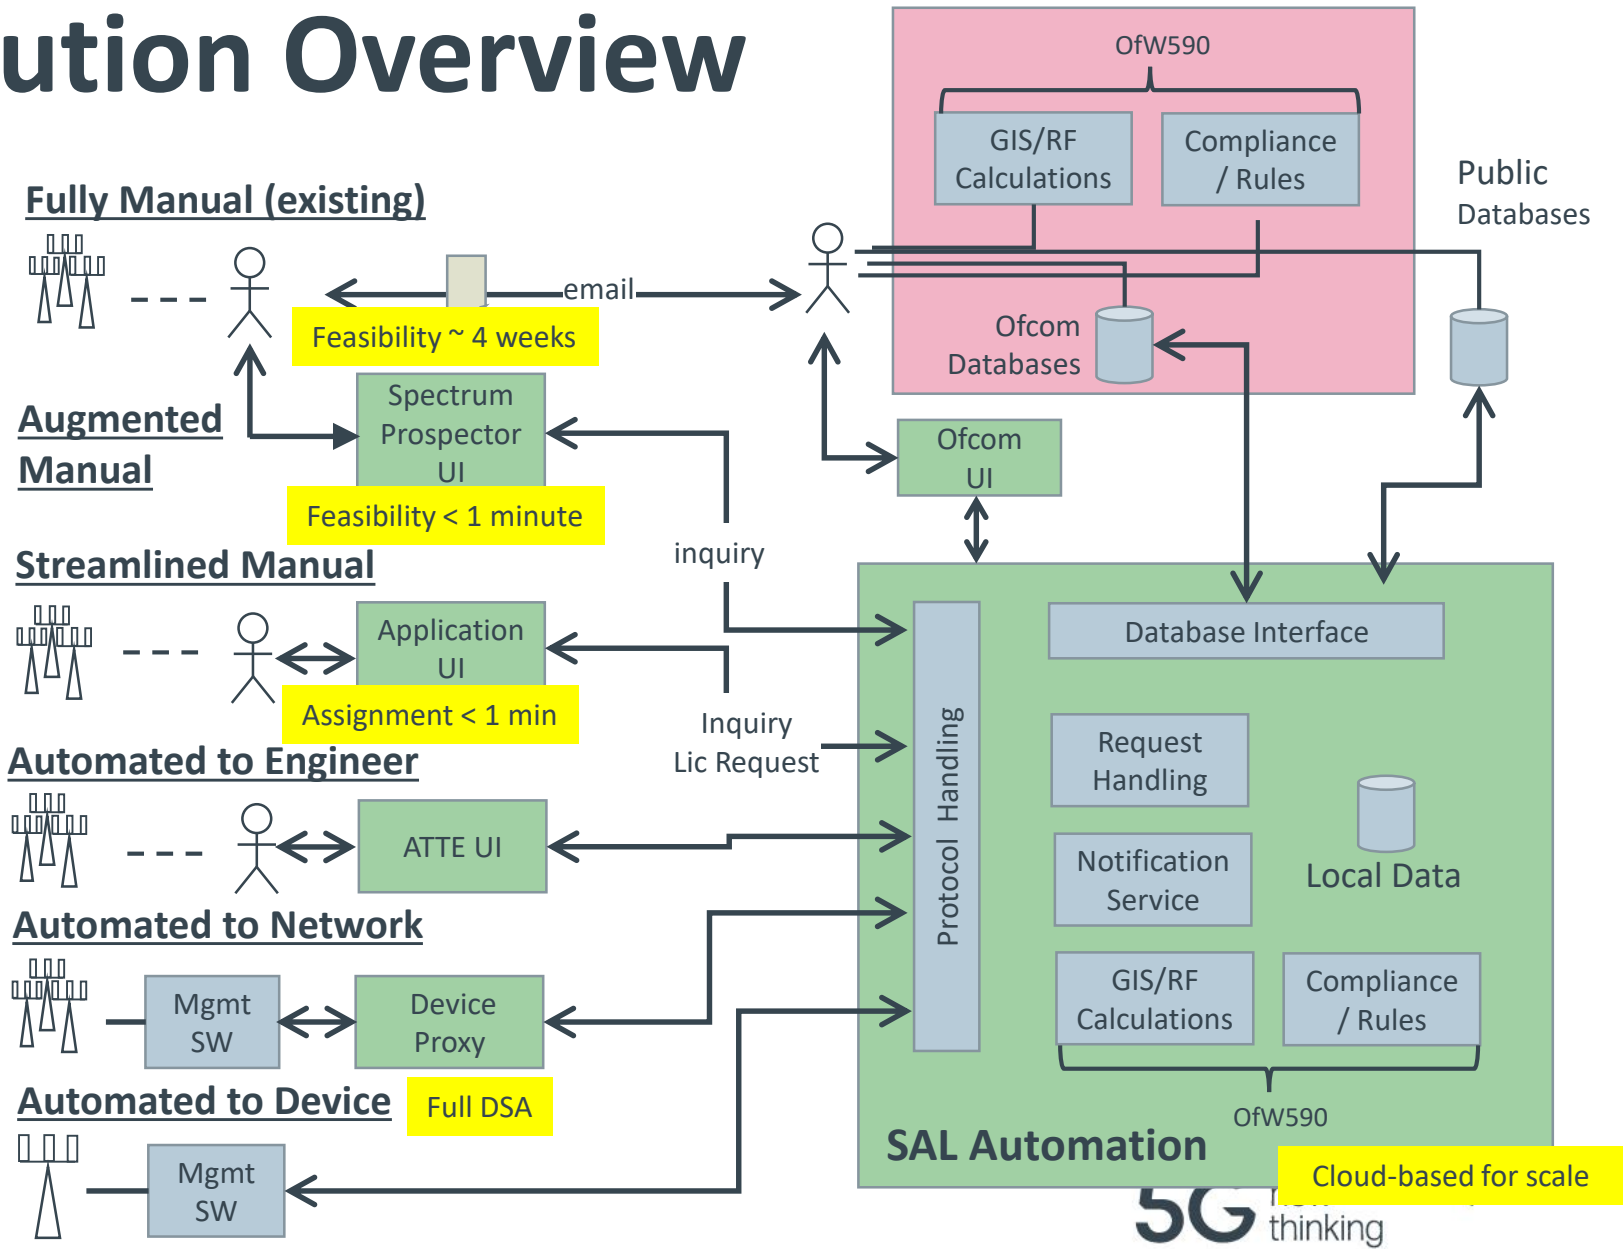 ution Overview
OfW590
GIS/RF
Calculations
Compliance
/ Rules
Public
Databases
Fully Manual (existing)
email
Feasibility ~ 4 weeks
Ofcom
Databases
Augmented
Manual
Spectrum
Prospector
UI
Feasibility < 1 minute
Ofcom
UI
inquiry
Streamlined Manual
Application
UI
Assignment < 1 min
Inquiry
Lic Request
Protocol Handling
Database Interface
Request
Handling
Notification
Service
Local Data
GIS/RF
Calculations
Compliance
/ Rules
OfW590
SAL Automation
Cloud-based for scale
Automated to Engineer
ATTE UI
Automated to Network
Mgmt
SW
Device
Proxy
Automated to Device
Full DSA
Mgmt
SW
5G
thinking